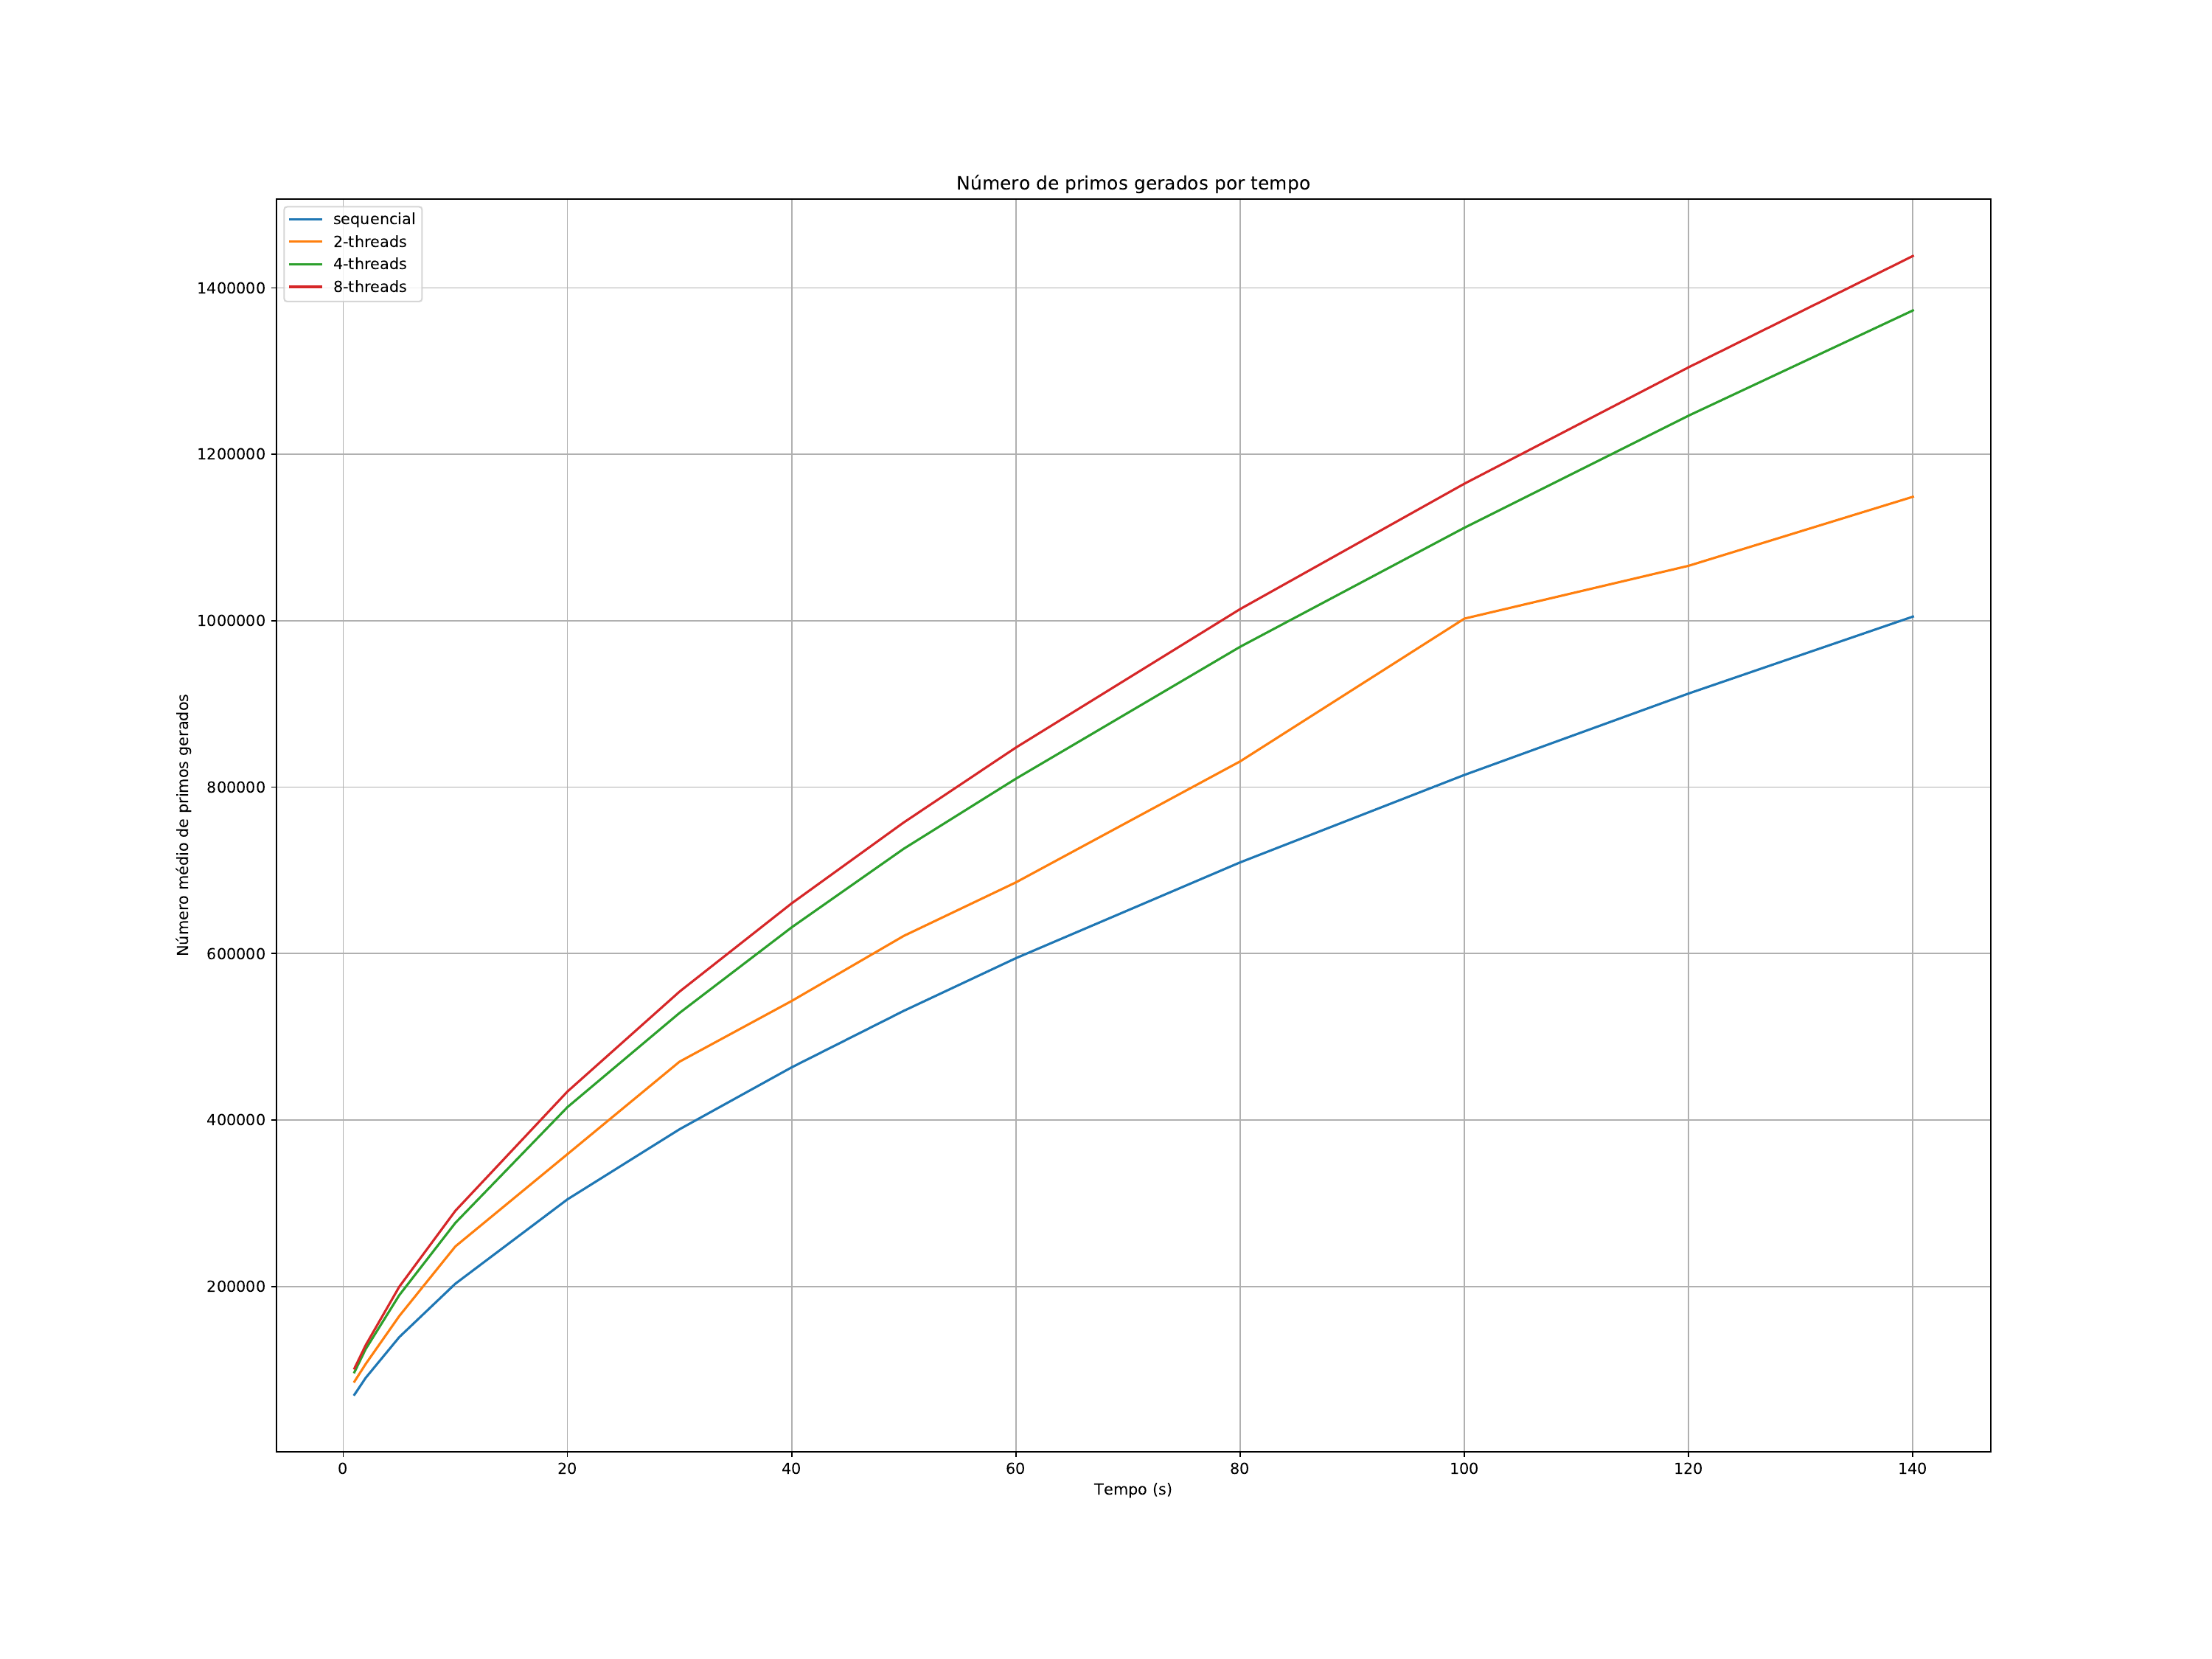 Número de primos gerados por tempo
sequencial
2-threads
4-threads
8-threads
1400000
1200000
1000000
800000
600000
400000
200000
Número médio de primos gerados
0 20 40 60 80 100 120 140
Tempo (s)